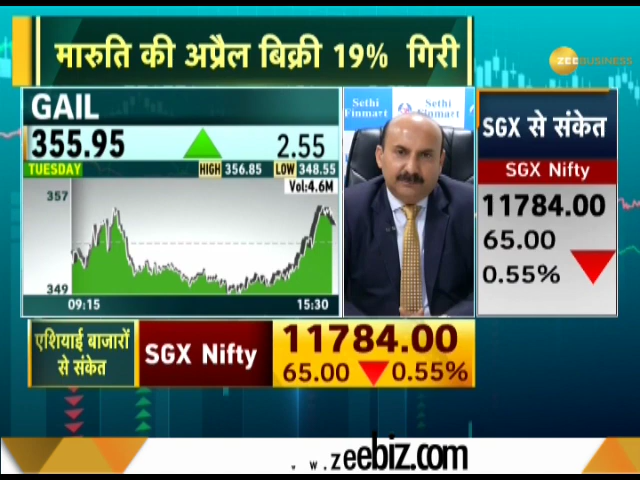 मारुति की अप्रैल बिक्री 19% गिरी
ZEE BUSINESS
GAIL
355.95 2.55
TUESDAY HIGH 356.85 LOW 348.55
Vol:4.6M
357
349
09:15 15:30
Sethi Finmart
Sethi Finmart
SGX से संकेत
SGX Nifty
11784.00
65.00
0.55%
एशियाई बाजारों से संकेत
SGX Nifty
11784.00
65.00 0.55%
w.zeebiz.com